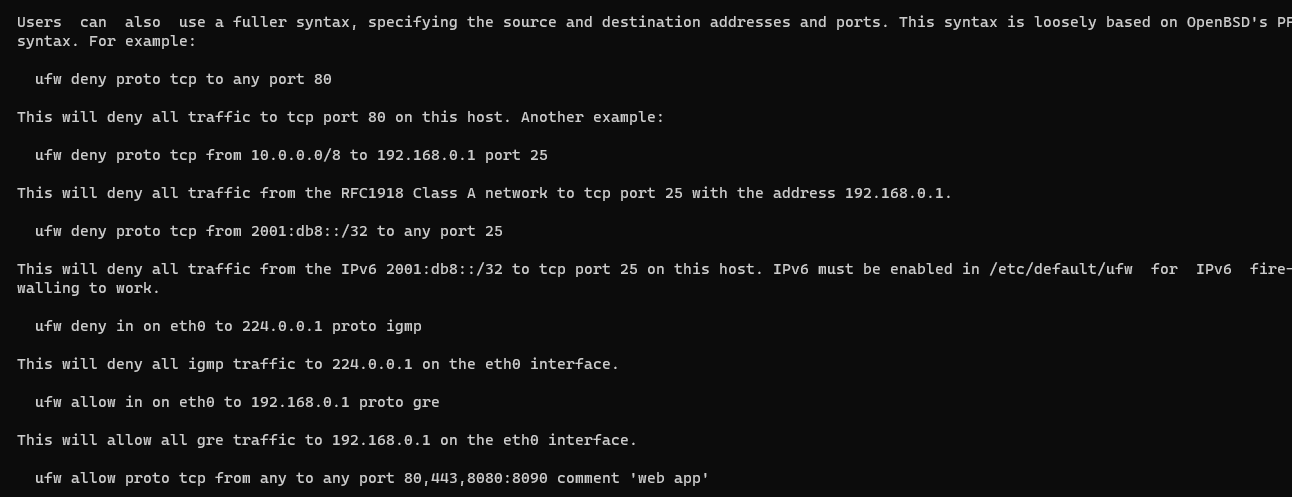 Users  can  also  use a fuller syntax, specifying the source and destination addresses and ports. This syntax is loosely based on OpenBSD's PF
syntax. For example:
ufw deny proto tcp to any port 80
This will deny all traffic to tcp port 80 on this host. Another example:
ufw deny proto tcp from 10.0.0.0/8 to 192.168.0.1 port 25
This will deny all traffic from the RFC1918 Class A network to tcp port 25 with the address 192.168.0.1.
ufw deny proto tcp from 2001:db8::/32 to any port 25
This will deny all traffic from the IPv6 2001:db8::/32 to tcp port 25 on this host. IPv6 must be enabled in /etc/default/ufw  for  IPv6  fire-
walling to work.
ufw deny in on eth0 to 224.0.0.1 proto igmp
This will deny all igmp traffic to 224.0.0.1 on the eth0 interface.
ufw allow in on eth0 to 192.168.0.1 proto gre
This will allow all gre traffic to 192.168.0.1 on the eth0 interface.
ufw allow proto tcp from any to any port 80,443,8080:8090 comment 'web app'